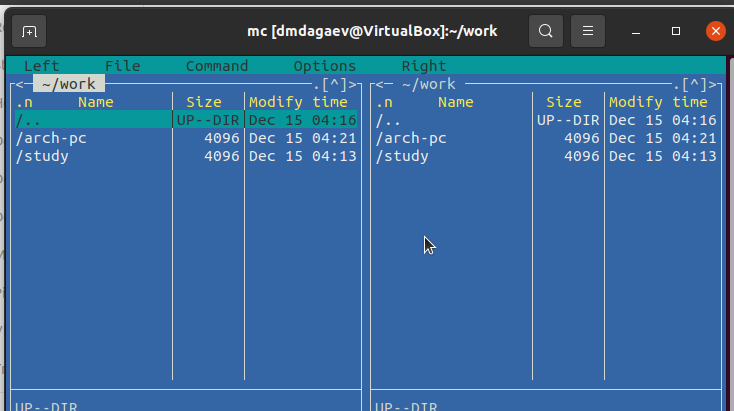 mc [dmdagaev@VirtualBox]:~/work
Left File Command Options Right
<─ ~/work .[^]> <─ ~/work .[^]>
.n Name Size Modify time .n Name Size Modify time
/.. UP--DIR Dec 15 04:16 /.. UP--DIR Dec 15 04:16
/arch-pc 4096 Dec 15 04:21 /arch-pc 4096 Dec 15 04:21
/study 4096 Dec 15 04:13 /study 4096 Dec 15 04:13
UP--DIR UP--DIR